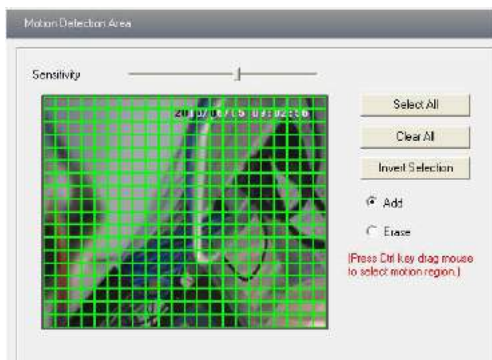 Motion Detection Area
Sensitivity
Select All
Clear All
Invert Selection
Add
Erase
(Press Ctrl key drag mouse
to select motion region.)